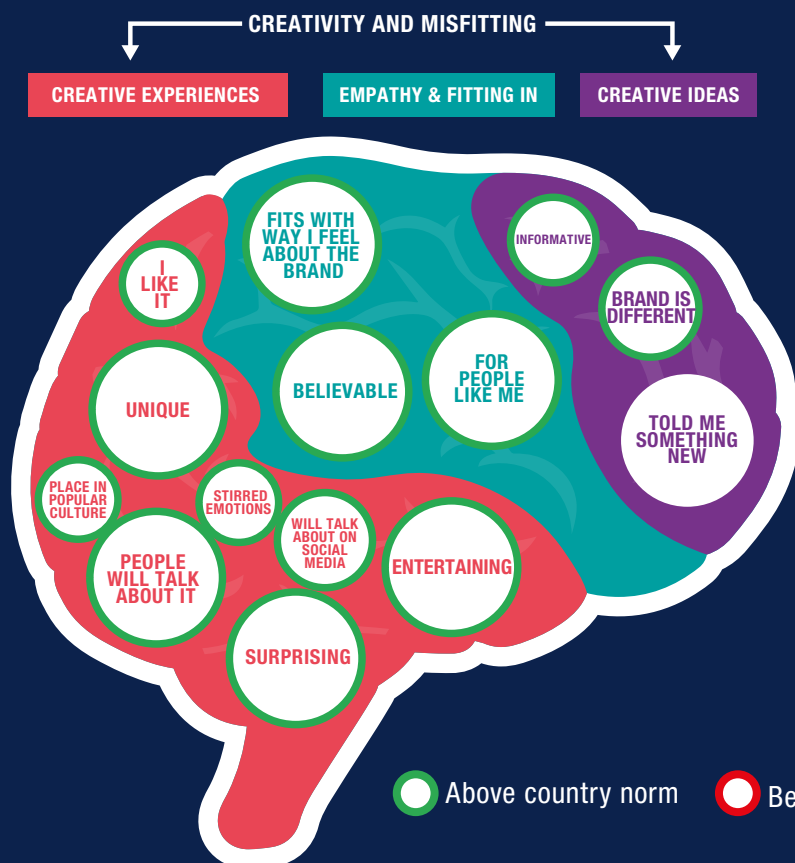 CREATIVITY AND MISFITTING
CREATIVE EXPERIENCES
EMPATHY & FITTING IN
CREATIVE IDEAS
FITS WITH
WAY I FEEL
ABOUT THE
BRAND
INFORMATIVE
I
LIKE
IT
BRAND IS
DIFFERENT
UNIQUE
BELIEVABLE
FOR
PEOPLE
LIKE ME
TOLD ME
SOMETHING
NEW
PLACE IN
POPULAR
CULTURE
STIRRED
EMOTIONS
WILL TALK
ABOUT ON
SOCIAL
MEDIA
ENTERTAINING
PEOPLE
WILL TALK
ABOUT IT
SURPRISING
Above country norm